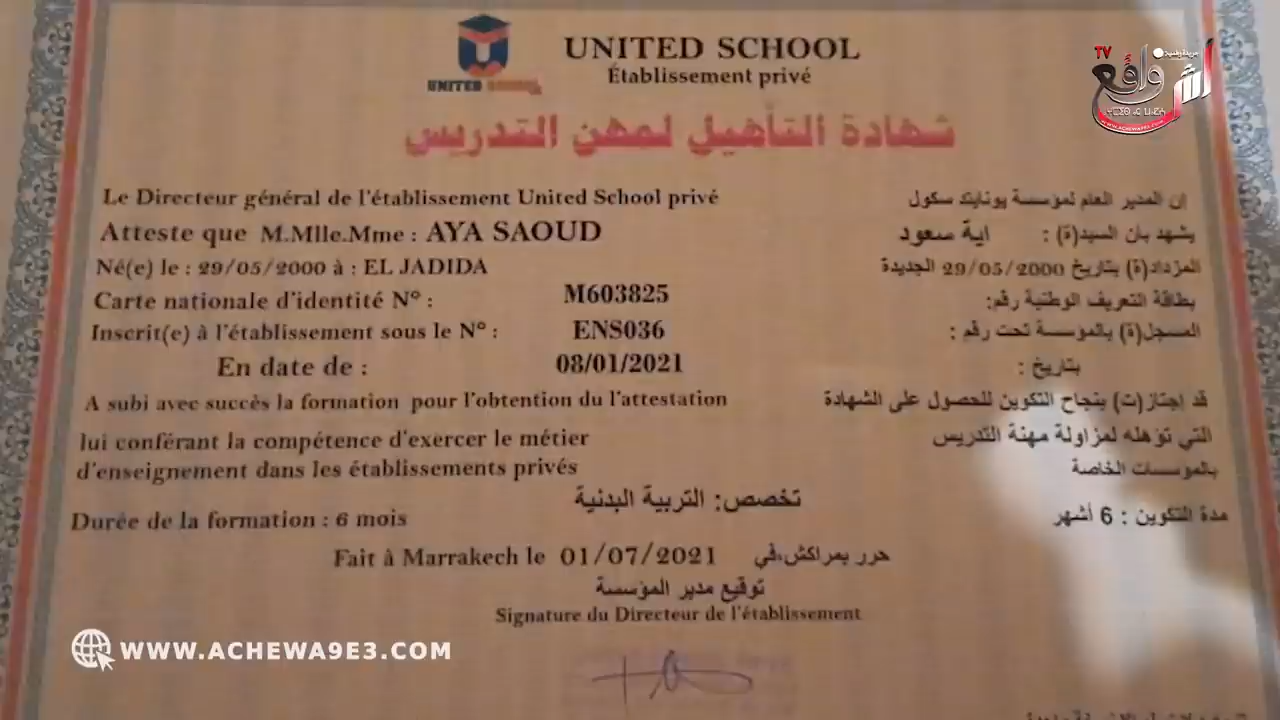 UNITED SCHOOL
Établissement privé
UNITED SCHOOL
TV
شهادة التأهيل لمهن التدريس
Le Directeur général de l'établissement United School privé
إن المدير العام لمؤسسة يونايتد سكول
Atteste que M.Mlle.Mme : AYA SAOUD
يشهد بأن السيد(ة) : اية سعود
Né(e) le : 29/05/2000 à : EL JADIDA
المزداد(ة) بتاريخ 29/05/2000 الجديدة
Carte nationale d'identité N° : M603825
بطاقة التعريف الوطنية رقم:
Inscrit(e) à l'établissement sous le N° : ENS036
المسجل(ة) بالمؤسسة تحت رقم :
En date de : 08/01/2021
بتاريخ :
A subi avec succès la formation pour l'obtention du l'attestation
قد إجتاز(ت) بنجاح التكوين للحصول على الشهادة
lui conférant la compétence d'exercer le métier
التي تؤهله لمزاولة مهنة التدريس
d'enseignement dans les établissements privés
بالمؤسسات الخاصة
تخصص: التربية البدنية
Durée de la formation : 6 mois
مدة التكوين : 6 أشهر
Fait à Marrakech le 01/07/2021 حرر بمراكش،في
توقيع مدير المؤسسة
Signature du Directeur de l'établissement
WWW.ACHEWA9E3.COM